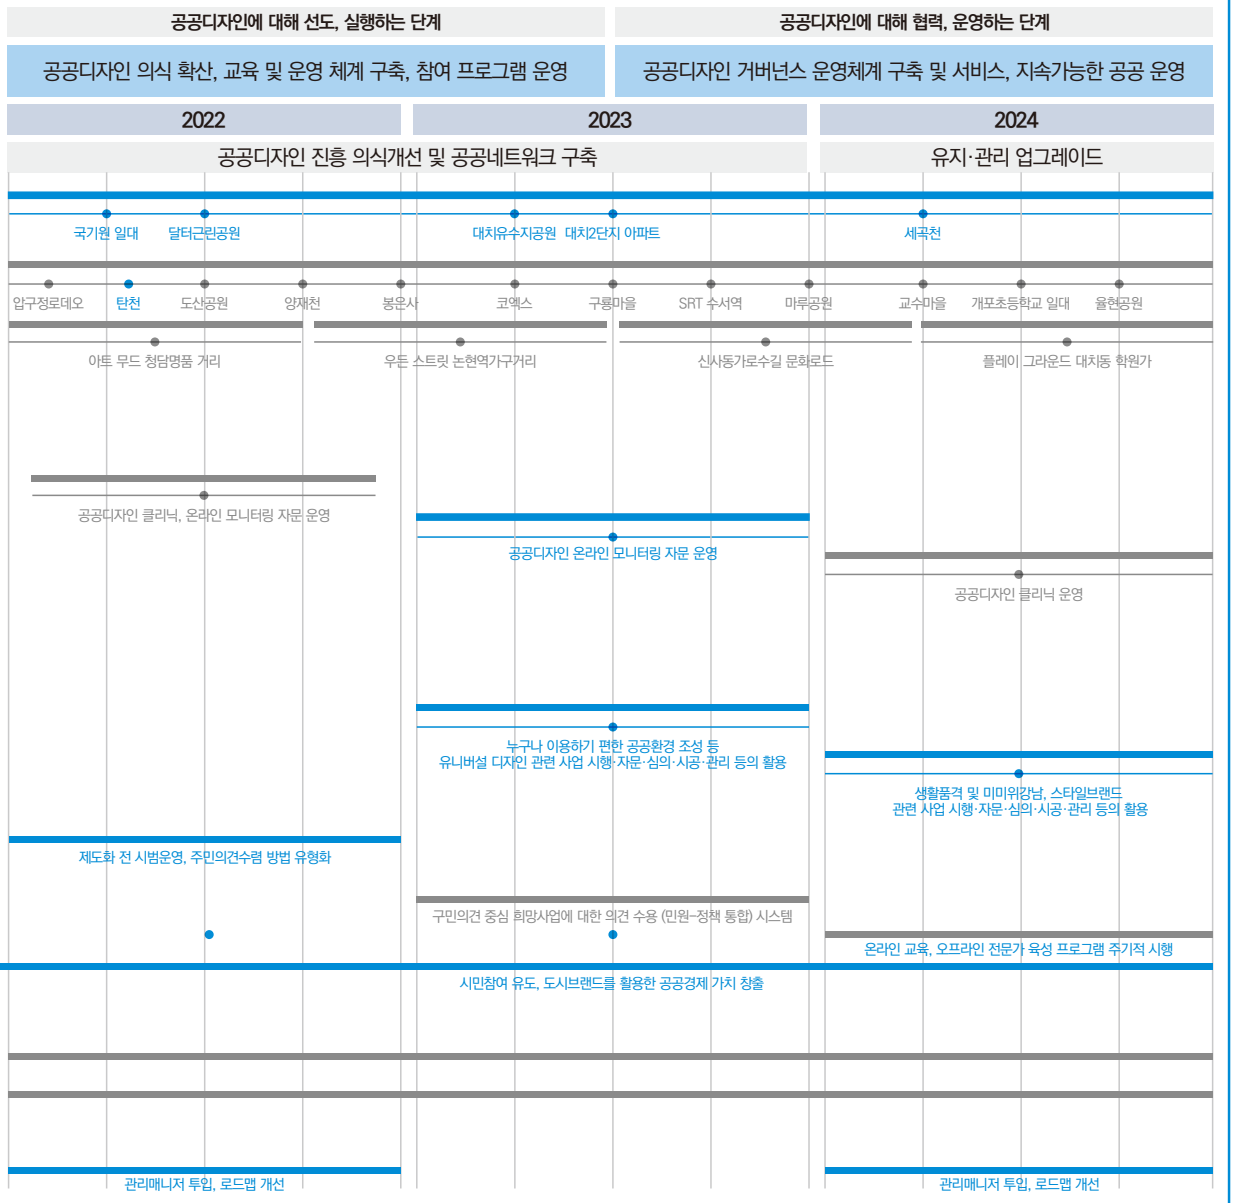 공공디자인에 대해 선도, 실행하는 단계
공공디자인에 대해 협력, 운영하는 단계
공공디자인 의식 확산, 교육 및 운영 체계 구축, 참여 프로그램 운영
공공디자인 거버넌스 운영체계 구축 및 서비스, 지속가능한 공공 운영
2022
2023
2024
공공디자인 진흥 의식개선 및 공공네트워크 구축
유지·관리 업그레이드
국기원 일대
달터근린공원
대치유수지공원
대치2단지 아파트
세곡천
압구정로데오
탄천
도산공원
양재천
봉은사
코엑스
구룡마을
SRT 수서역
마루공원
교수마을
개포초등학교 일대
율현공원
아트 무드 청담명품 거리
우든 스트릿 논현역가구거리
신사동가로수길 문화로드
플레이 그라운드 대치동 학원가
공공디자인 클리닉, 온라인 모니터링 자문 운영
공공디자인 온라인 모니터링 자문 운영
공공디자인 클리닉 운영
누구나 이용하기 편한 공공환경 조성 등
유니버설 디자인 관련 사업 시행·자문·심의·시공·관리 등의 활용
생활품격 및 미미위강남, 스타일브랜드
관련 사업 시행·자문·심의·시공·관리 등의 활용
제도화 전 시범운영, 주민의견수렴 방법 유형화
구민의견 중심 희망사업에 대한 의견 수용 (민원-정책 통합) 시스템
온라인 교육, 오프라인 전문가 육성 프로그램 주기적 시행
시민참여 유도, 도시브랜드를 활용한 공공경제 가치 창출
관리매니저 투입, 로드맵 개선
관리매니저 투입, 로드맵 개선